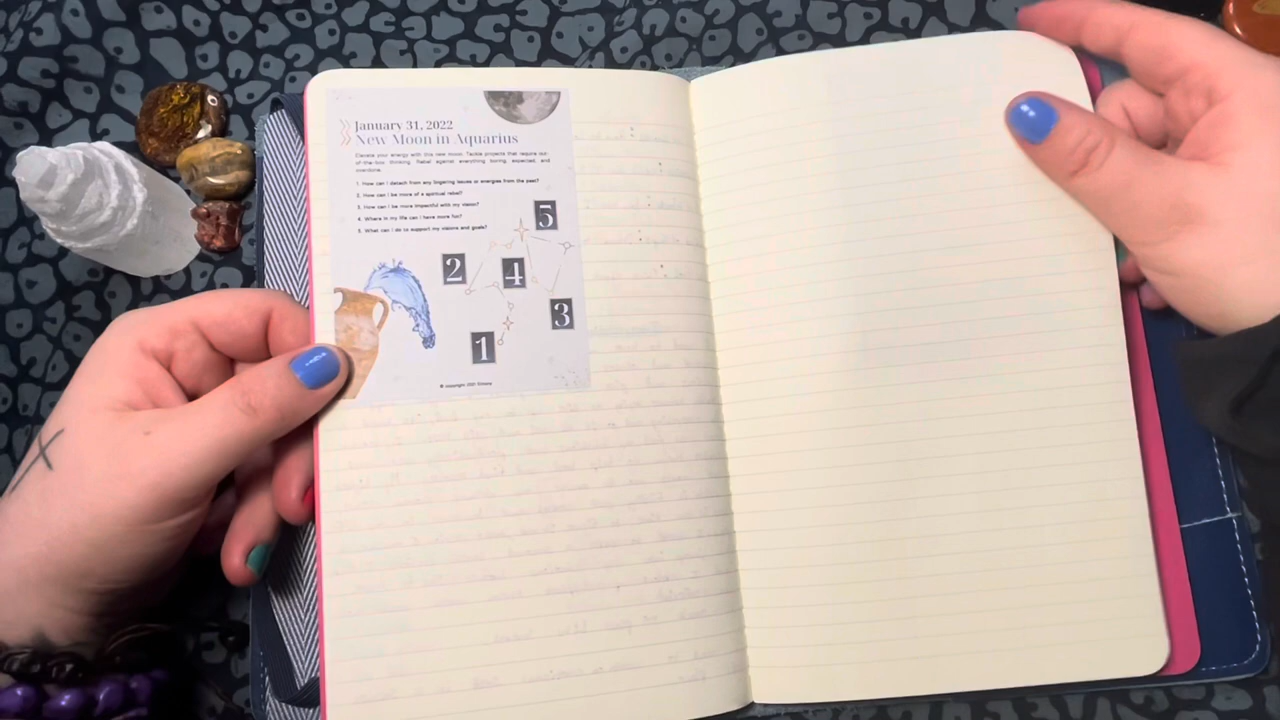 January 31, 2022
New Moon in Aquarius
Elevate your energy with this new moon. Tackle projects that require out-
of-the-box thinking. Rebel against everything boring, expected, and
overdone.
1. How can I detach from any lingering issues or energies from the past?
2. How can I be more of a spiritual rebel?
3. How can I be more impactful with my vision?
4. Where in my life can I have more fun?
5. What can I do to support my visions and goals?
5
2
4
3
1
© Copyright 2021